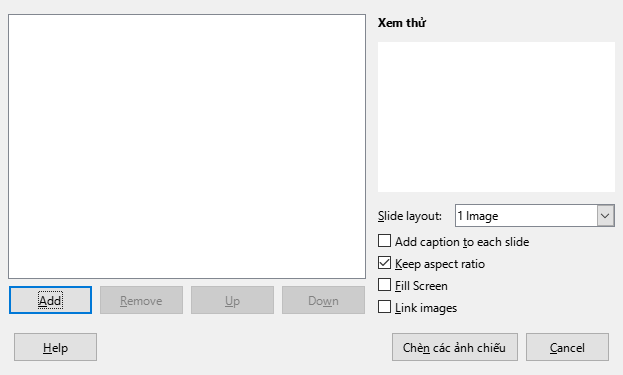 Xem thử
Slide layout: 1 Image
Add caption to each slide
Keep aspect ratio
Fill Screen
Link images
Add Remove Up Down
Help Chèn các ảnh chiếu Cancel